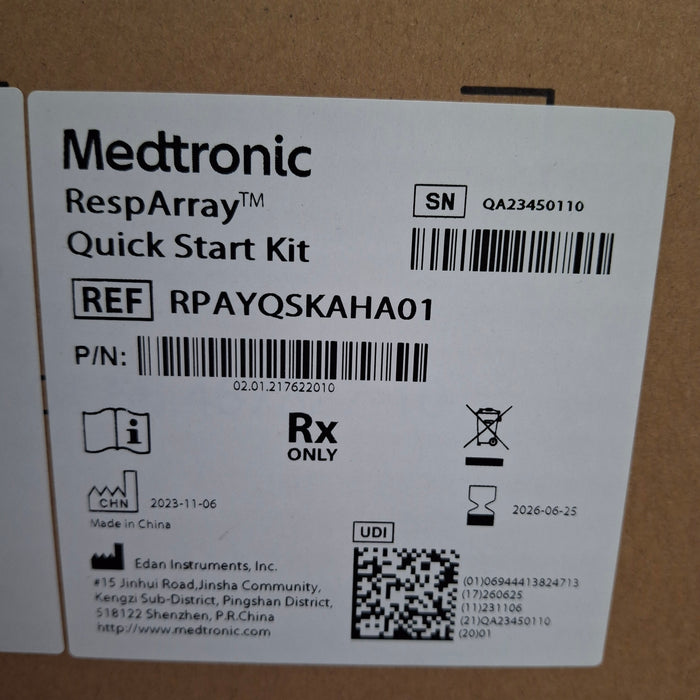 Medtronic
RespArray™
Quick Start Kit
SN QA23450110
REF RPAYQSKAHA01
P/N:
02.01.217622010
i
Rx
ONLY
CHN 2023-11-06
Made in China
2026-06-25
UDI
Edan Instruments, Inc.
#15 Jinhui Road,Jinsha Community,
Kengzi Sub-District, Pingshan District,
518122 Shenzhen, P.R.China
http://www.medtronic.com
(01)06944413824713
(17)260625
(11)231106
(21)QA23450110
(20)01